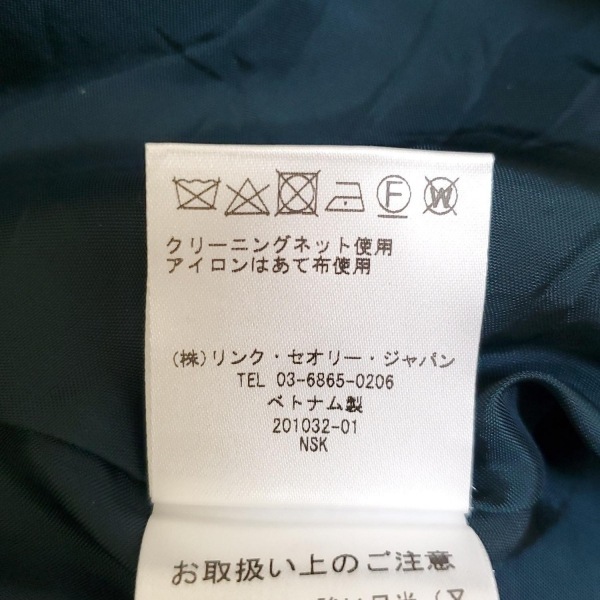 F W
クリーニングネット使用
アイロンはあて布使用
(株)リンク・セオリー・ジャパン
TEL 03-6865-0206
ベトナム製
201032-01
NSK
お取扱い上のご注意